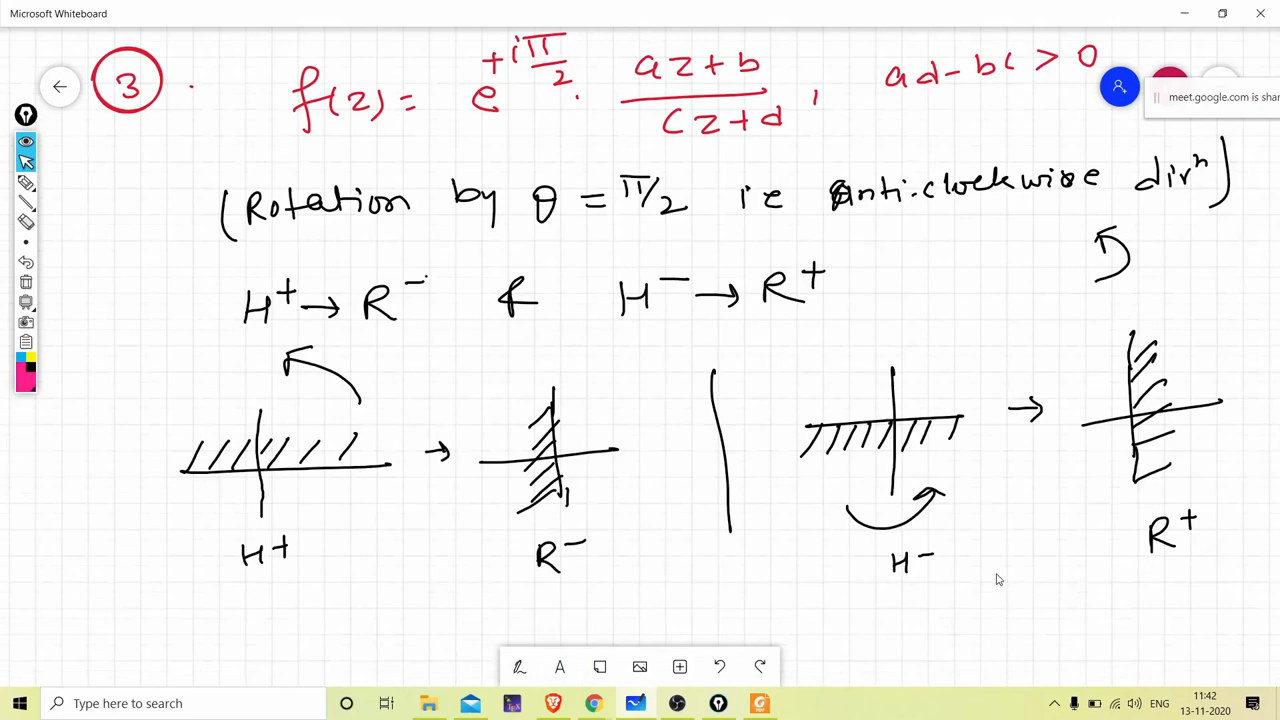 Microsoft Whiteboard
3 . f(z) = e^{+iπ/2} . (az+b)/(cz+d) , ad-bc > 0
meet.google.com is shar
(Rotation by θ = π/2 ie anti-clockwise dirⁿ)
H⁺ → R⁻ & H⁻ → R⁺
→ →
H⁺ R⁻ H⁻ R⁺
Type here to search
ENG
11:42
13-11-2020